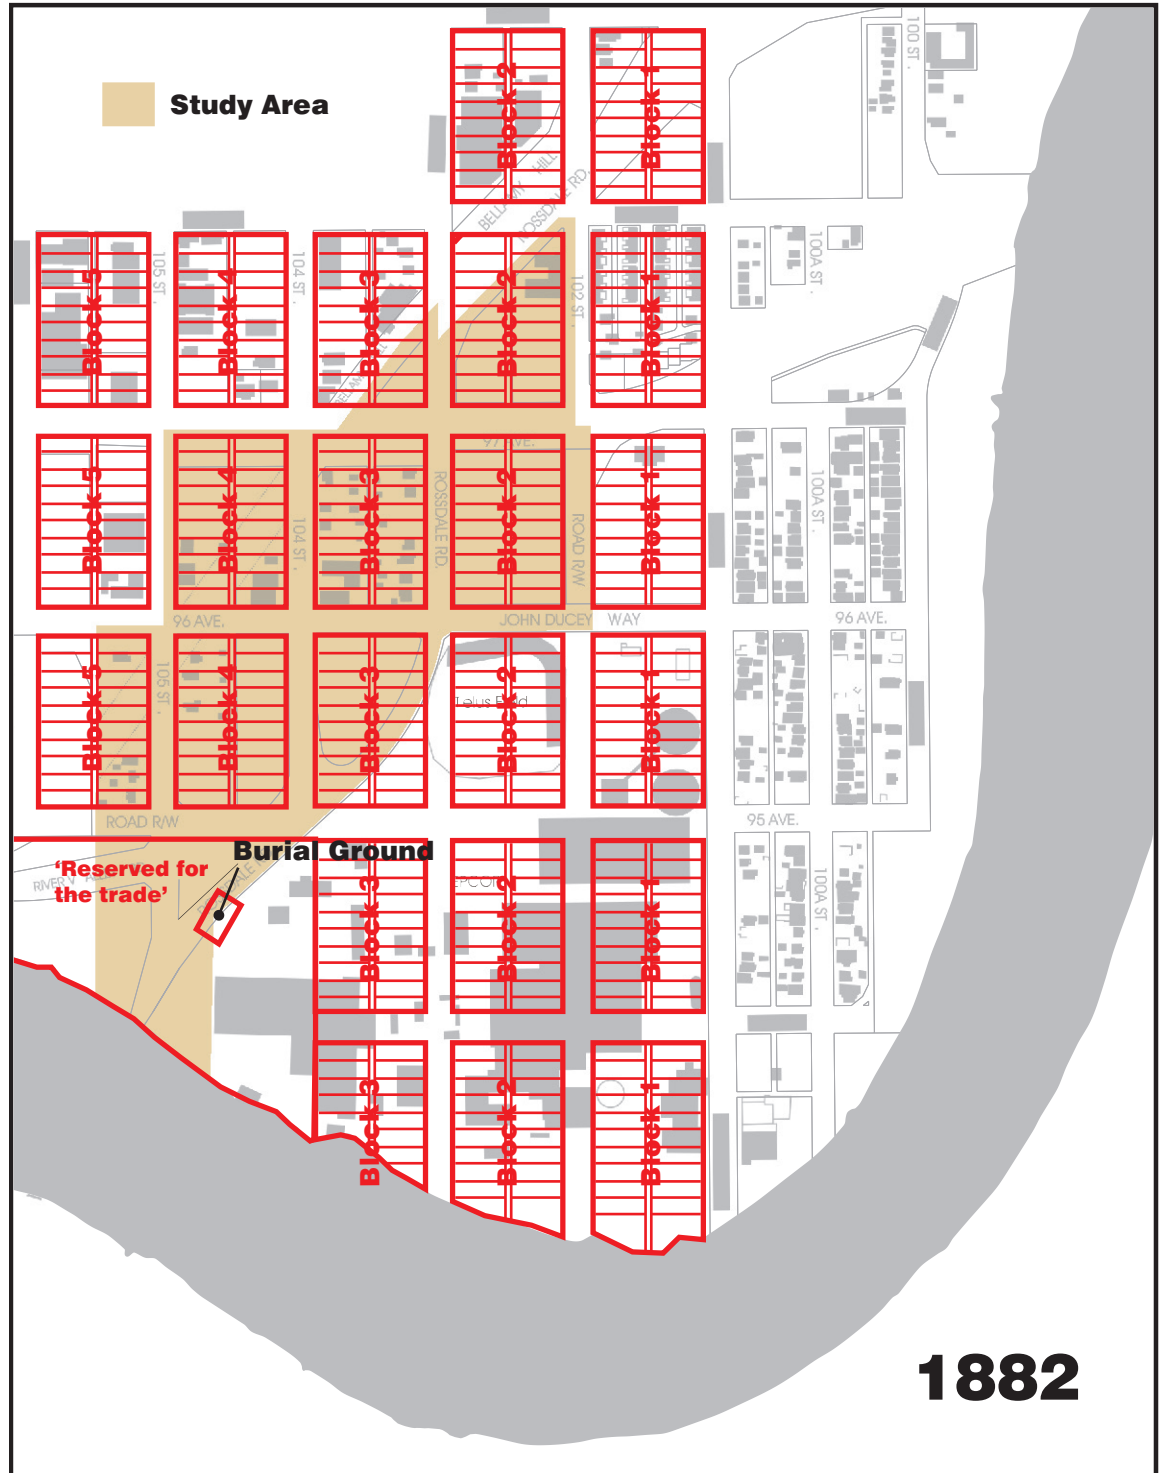 100 ST.
Block 2
Block 1
Study Area
BELLAMY HILL
ROSSDALE RD.
105 ST.
104 ST.
100A ST.
Block 5
Block 4
Block 3
Block 2
102 ST.
Block 1
97 AVE.
Block 5
Block 4
104 ST.
Block 3
ROSSDALE RD.
Block 2
ROAD R/W
Block 1
100A ST.
96 AVE.
JOHN DUCEY WAY
96 AVE.
Block 5
105 ST.
Block 4
Block 3
Telus Field
Block 2
Block 1
ROAD R/W
95 AVE.
Burial Ground
'Reserved for
the trade'
EPCOR
Block 3
Block 2
Block 1
100A ST.
Block 3
Block 2
Block 1
1882